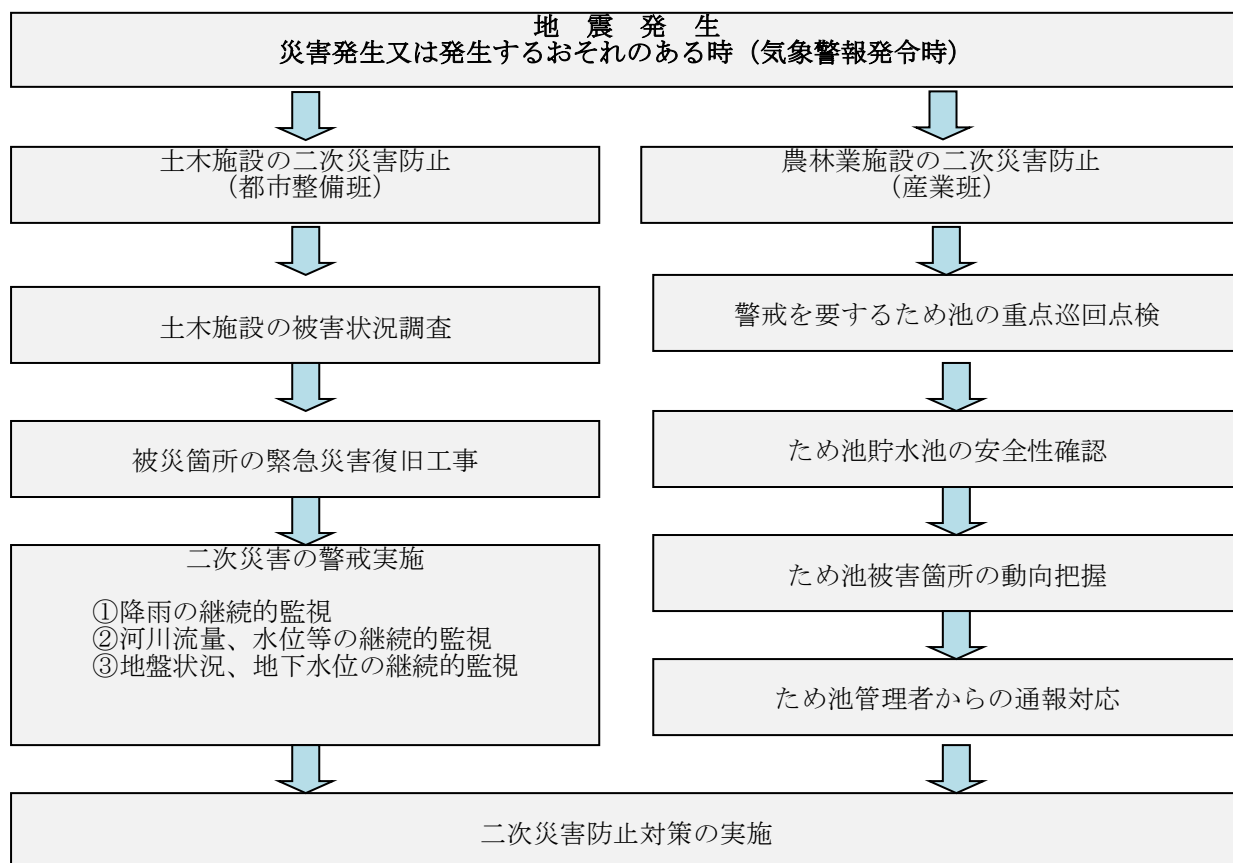 地　震　発　生
災害発生又は発生するおそれのある時（気象警報発令時）
土木施設の二次災害防止
（都市整備班）
農林業施設の二次災害防止
（産業班）
土木施設の被害状況調査
警戒を要するため池の重点巡回点検
被災箇所の緊急災害復旧工事
ため池貯水池の安全性確認
二次災害の警戒実施
①降雨の継続的監視
②河川流量、水位等の継続的監視
③地盤状況、地下水位の継続的監視
ため池被害箇所の動向把握
ため池管理者からの通報対応
二次災害防止対策の実施